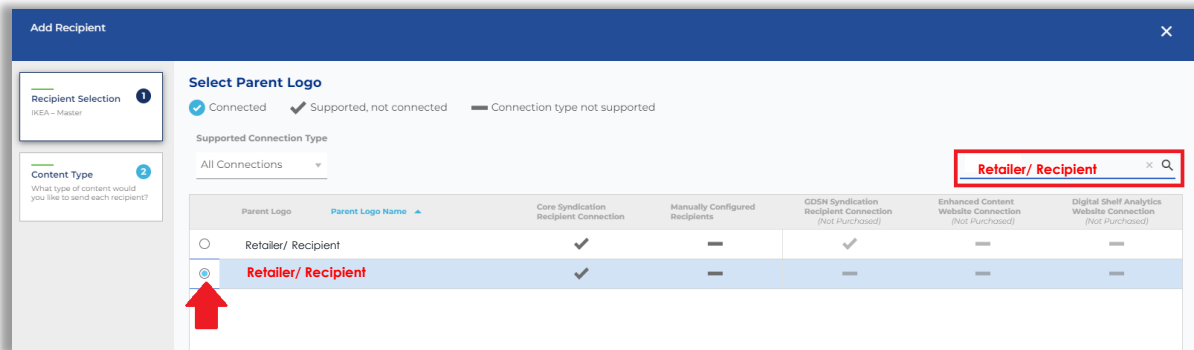 Add Recipient
Recipient Selection 1
IKEA – Master
Content Type 2
What type of content would
you like to send each recipient?
Select Parent Logo
Connected Supported, not connected Connection type not supported
Supported Connection Type
All Connections
Retailer/ Recipient
Parent Logo Parent Logo Name Core Syndication Recipient Connection Manually Configured Recipients GDSN Syndication Recipient Connection (Not Purchased) Enhanced Content Website Connection (Not Purchased) Digital Shelf Analytics Website Connection (Not Purchased)
Retailer/ Recipient
Retailer/ Recipient